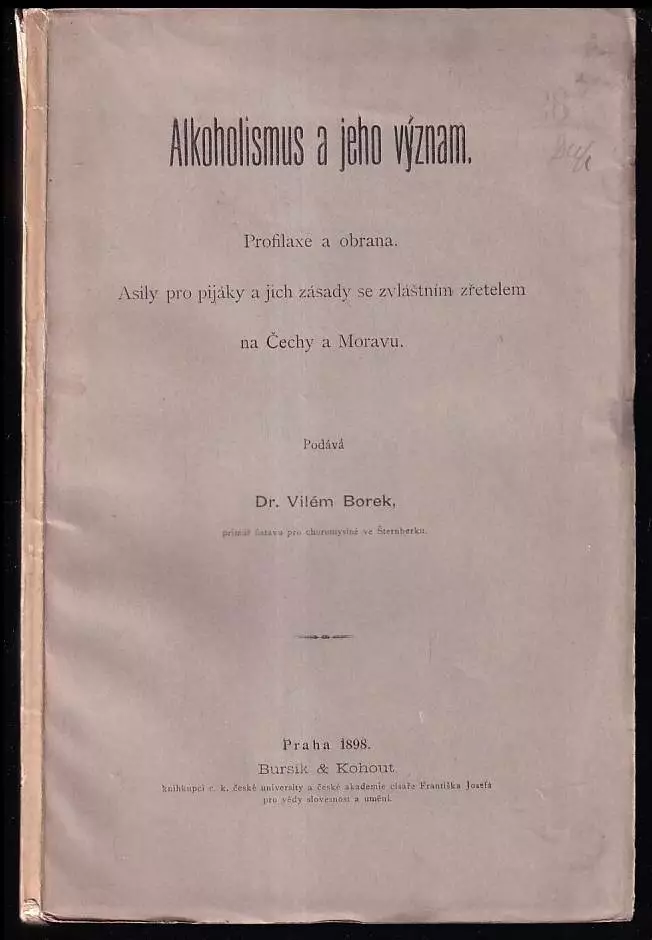 Alkoholismus a jeho význam.
Profilaxe a obrana.
Asily pro pijáky a jich zásady se zvláštním zřetelem
na Čechy a Moravu.
Podává
Dr. Vilém Borek,
primář ústavu pro choromyslné ve Šternberku.
Praha 1898.
Bursík & Kohout
knihkupci c. k. české university a české akademie císaře Františka Josefa
pro vědy slovesnost a umění.